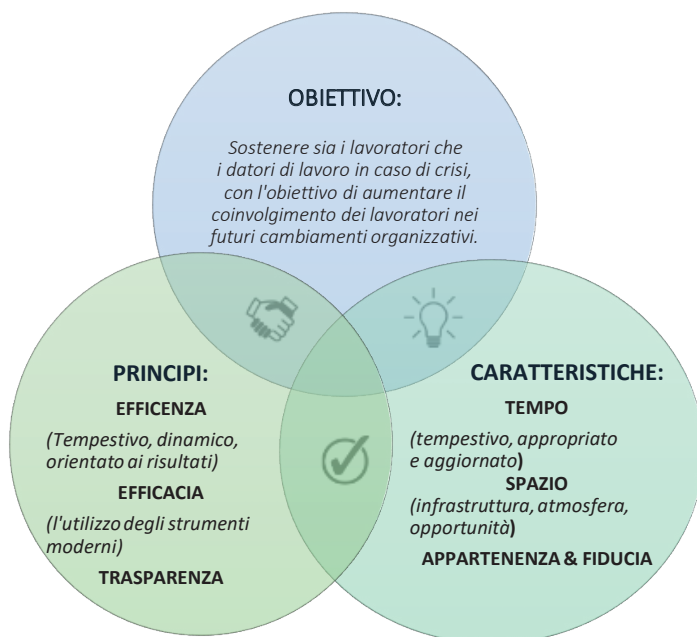 OBIETTIVO:
Sostenere sia i lavoratori che
i datori di lavoro in caso di crisi,
con l'obiettivo di aumentare il
coinvolgimento dei lavoratori nei
futuri cambiamenti organizzativi.
PRINCIPI:
EFFICENZA
(Tempestivo, dinamico,
orientato ai risultati)
EFFICACIA
(l'utilizzo degli strumenti
moderni)
TRASPARENZA
CARATTERISTICHE:
TEMPO
(tempestivo, appropriato
e aggiornato)
SPAZIO
(infrastruttura, atmosfera,
opportunità)
APPARTENENZA & FIDUCIA